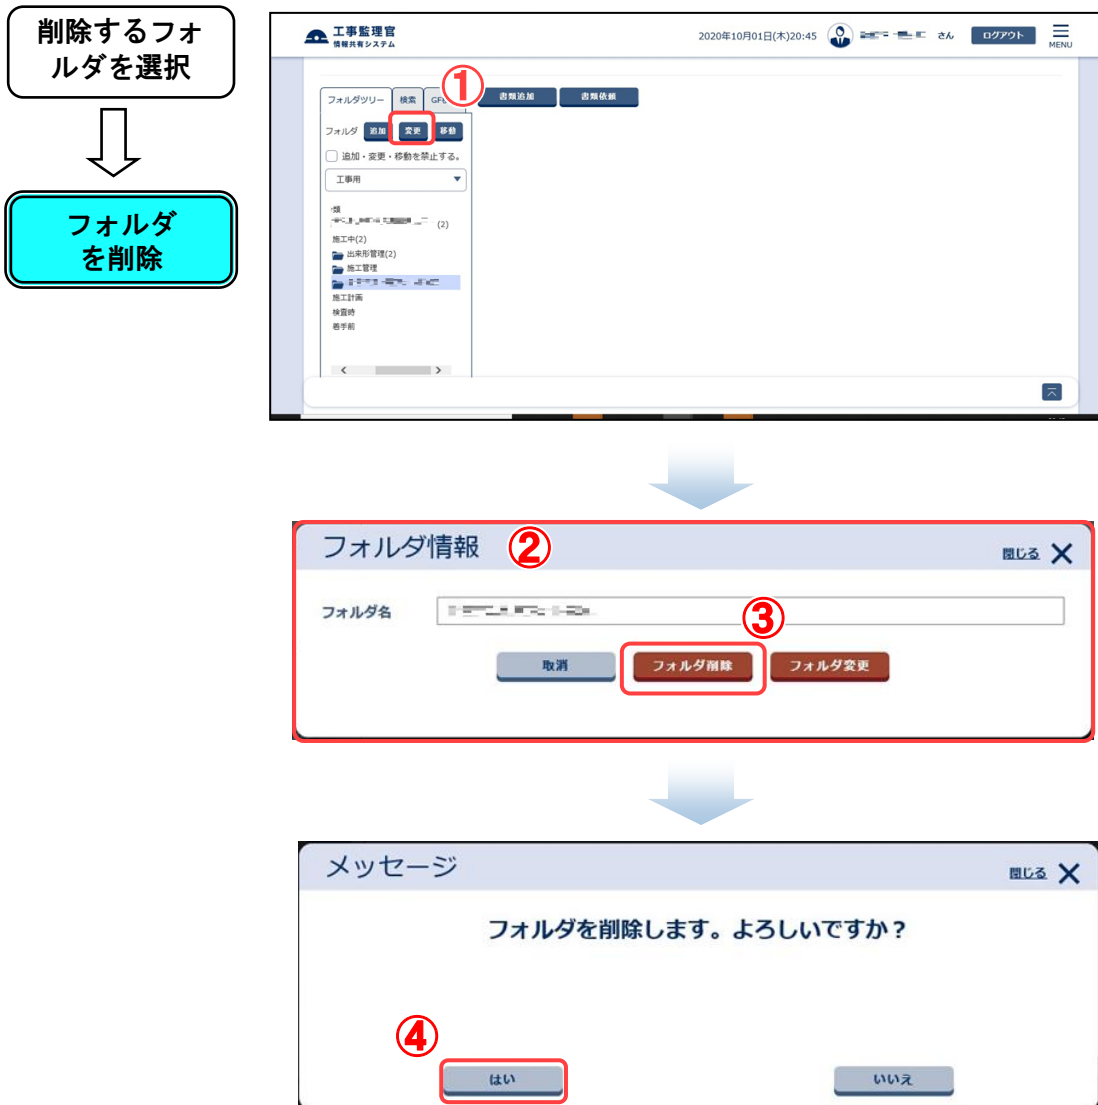 削除するフォ
ルダを選択
フォルダ
を削除
工事監理官
情報共有システム
2020年10月01日(木)20:45
さん
ログアウト
MENU
①
フォルダツリー
検索
書類追加
書類依頼
フォルダ
追加
変更
移動
追加・変更・移動を禁止する。
工事用
類
(2)
施工中(2)
出来形管理(2)
施工管理
施工計画
検査時
着手前
フォルダ情報
②
閉じる
フォルダ名
③
取消
フォルダ削除
フォルダ変更
メッセージ
閉じる
フォルダを削除します。よろしいですか？
④
はい
いいえ